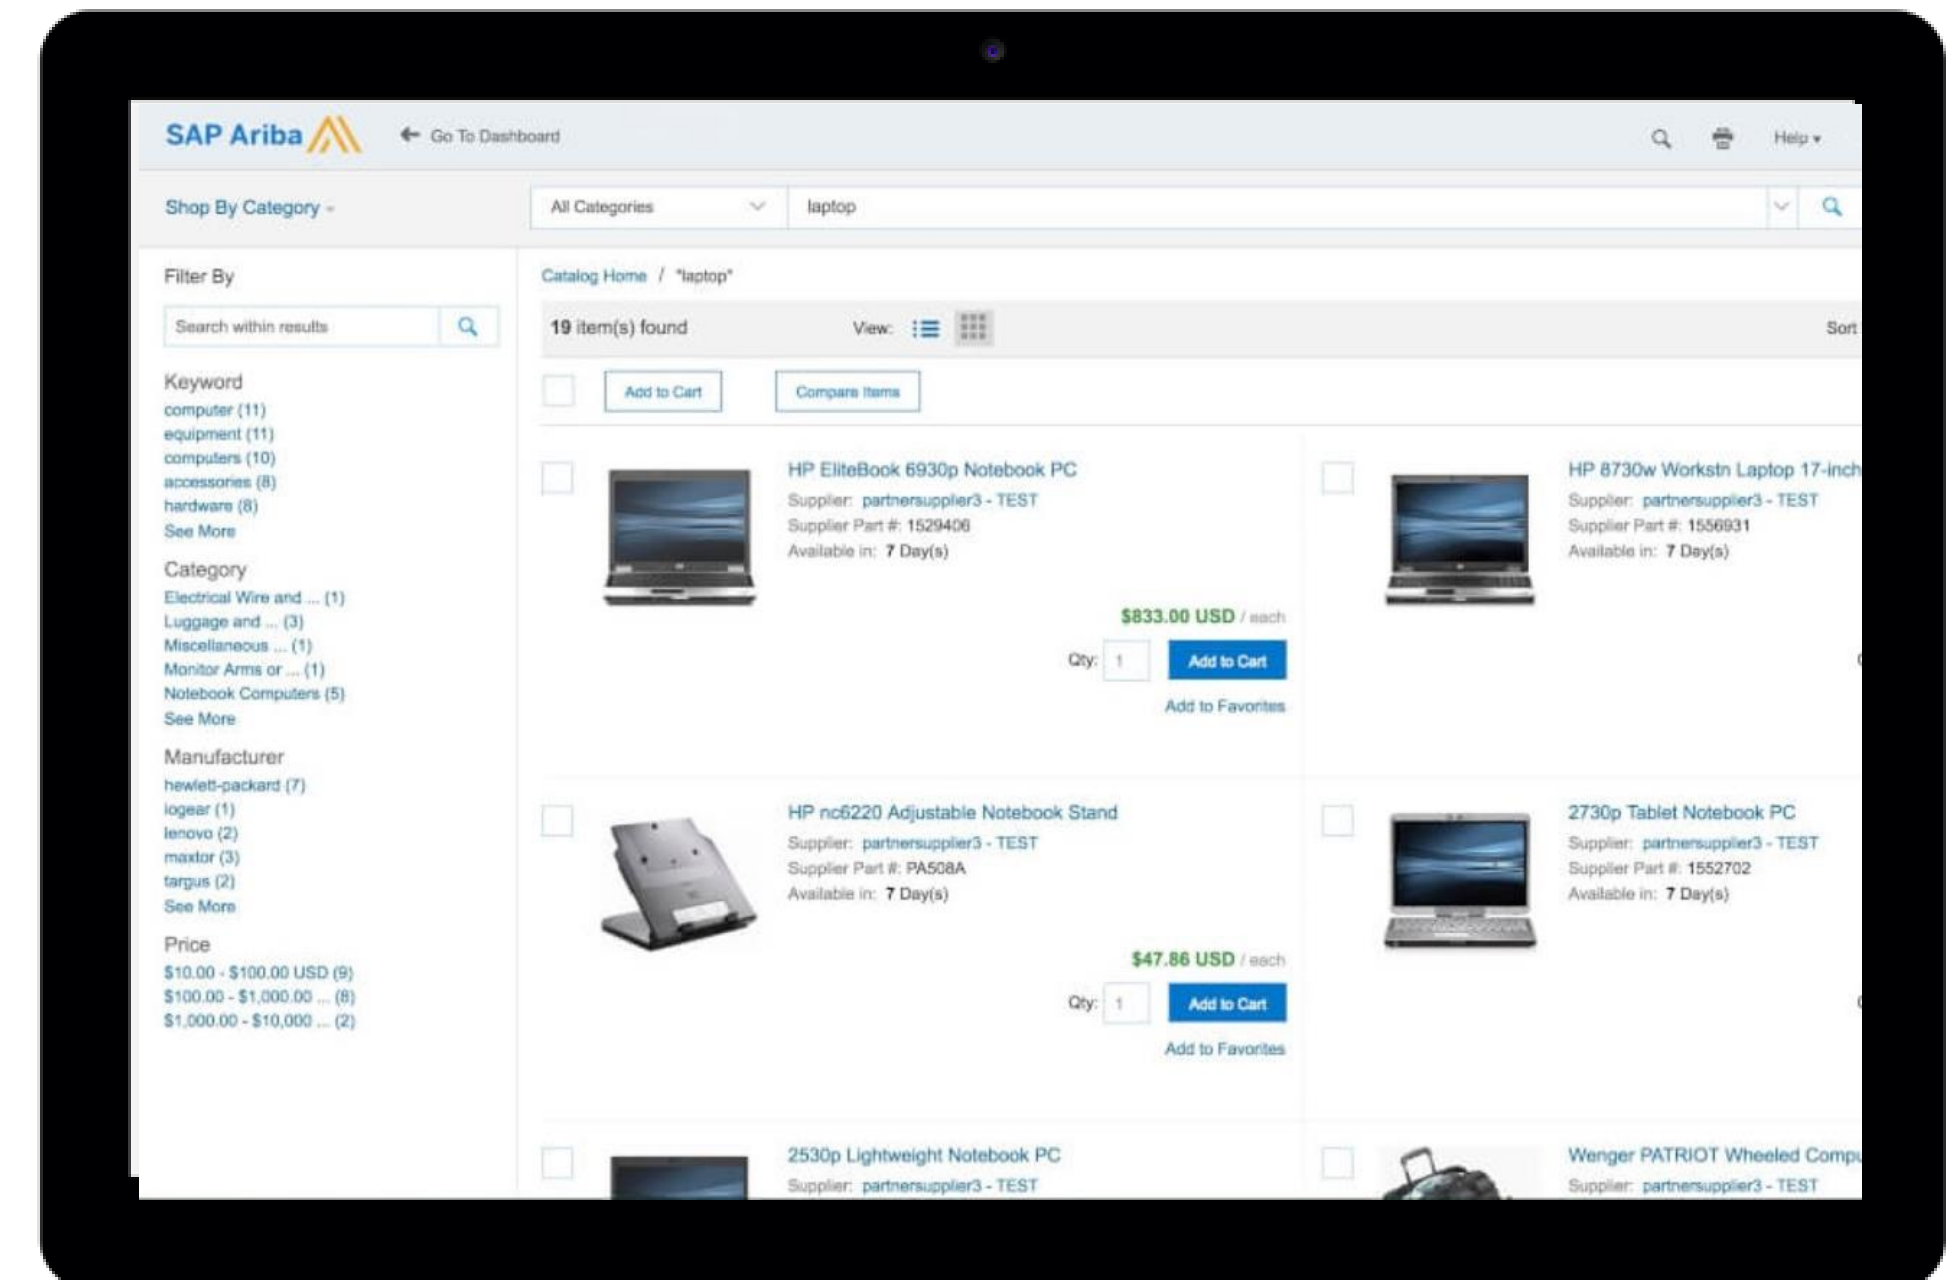 SAP Ariba
Go To Dashboard
Help
Shop By Category
All Categories
laptop
Filter By
Search within results
Keyword
computer (11)
equipment (11)
computers (10)
accessories (8)
hardware (8)
See More
Category
Electrical Wire and ... (1)
Luggage and ... (3)
Miscellaneous ... (1)
Monitor Arms or ... (1)
Notebook Computers (5)
See More
Manufacturer
hewlett-packard (7)
iogear (1)
lenovo (2)
maxtor (3)
targus (2)
See More
Price
$10.00 - $100.00 USD (9)
$100.00 - $1,000.00 ... (8)
$1,000.00 - $10,000 ... (2)
Catalog Home / "laptop"
19 item(s) found
View:
Sort
Add to Cart
Compare Items
HP EliteBook 6930p Notebook PC
Supplier: partnersupplier3 - TEST
Supplier Part #: 1529406
Available in: 7 Day(s)
$833.00 USD / each
Qty: 1
Add to Cart
Add to Favorites
HP 8730w Workstn Laptop 17-inch
Supplier: partnersupplier3 - TEST
Supplier Part #: 1556931
Available in: 7 Day(s)
HP nc6220 Adjustable Notebook Stand
Supplier: partnersupplier3 - TEST
Supplier Part #: PA508A
Available in: 7 Day(s)
$47.86 USD / each
Qty: 1
Add to Cart
Add to Favorites
2730p Tablet Notebook PC
Supplier: partnersupplier3 - TEST
Supplier Part #: 1552702
Available in: 7 Day(s)
2530p Lightweight Notebook PC
Supplier: partnersupplier3 - TEST
Wenger PATRIOT Wheeled Compu
Supplier: partnersupplier3 - TEST